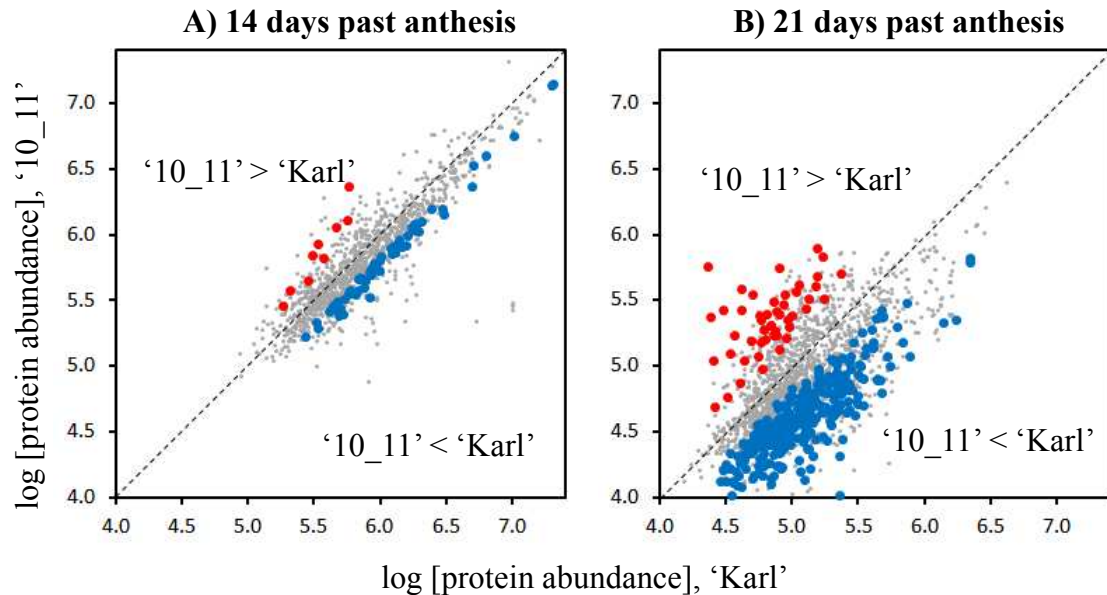 A) 14 days past anthesis
B) 21 days past anthesis
log [protein abundance], ‘10_11’
7.0
6.5
6.0
5.5
5.0
4.5
4.0
‘10_11’ > ‘Karl’
‘10_11’ < ‘Karl’
4.0 4.5 5.0 5.5 6.0 6.5 7.0
7.0
6.5
6.0
5.5
5.0
4.5
4.0
‘10_11’ > ‘Karl’
‘10_11’ < ‘Karl’
4.0 4.5 5.0 5.5 6.0 6.5 7.0
log [protein abundance], ‘Karl’